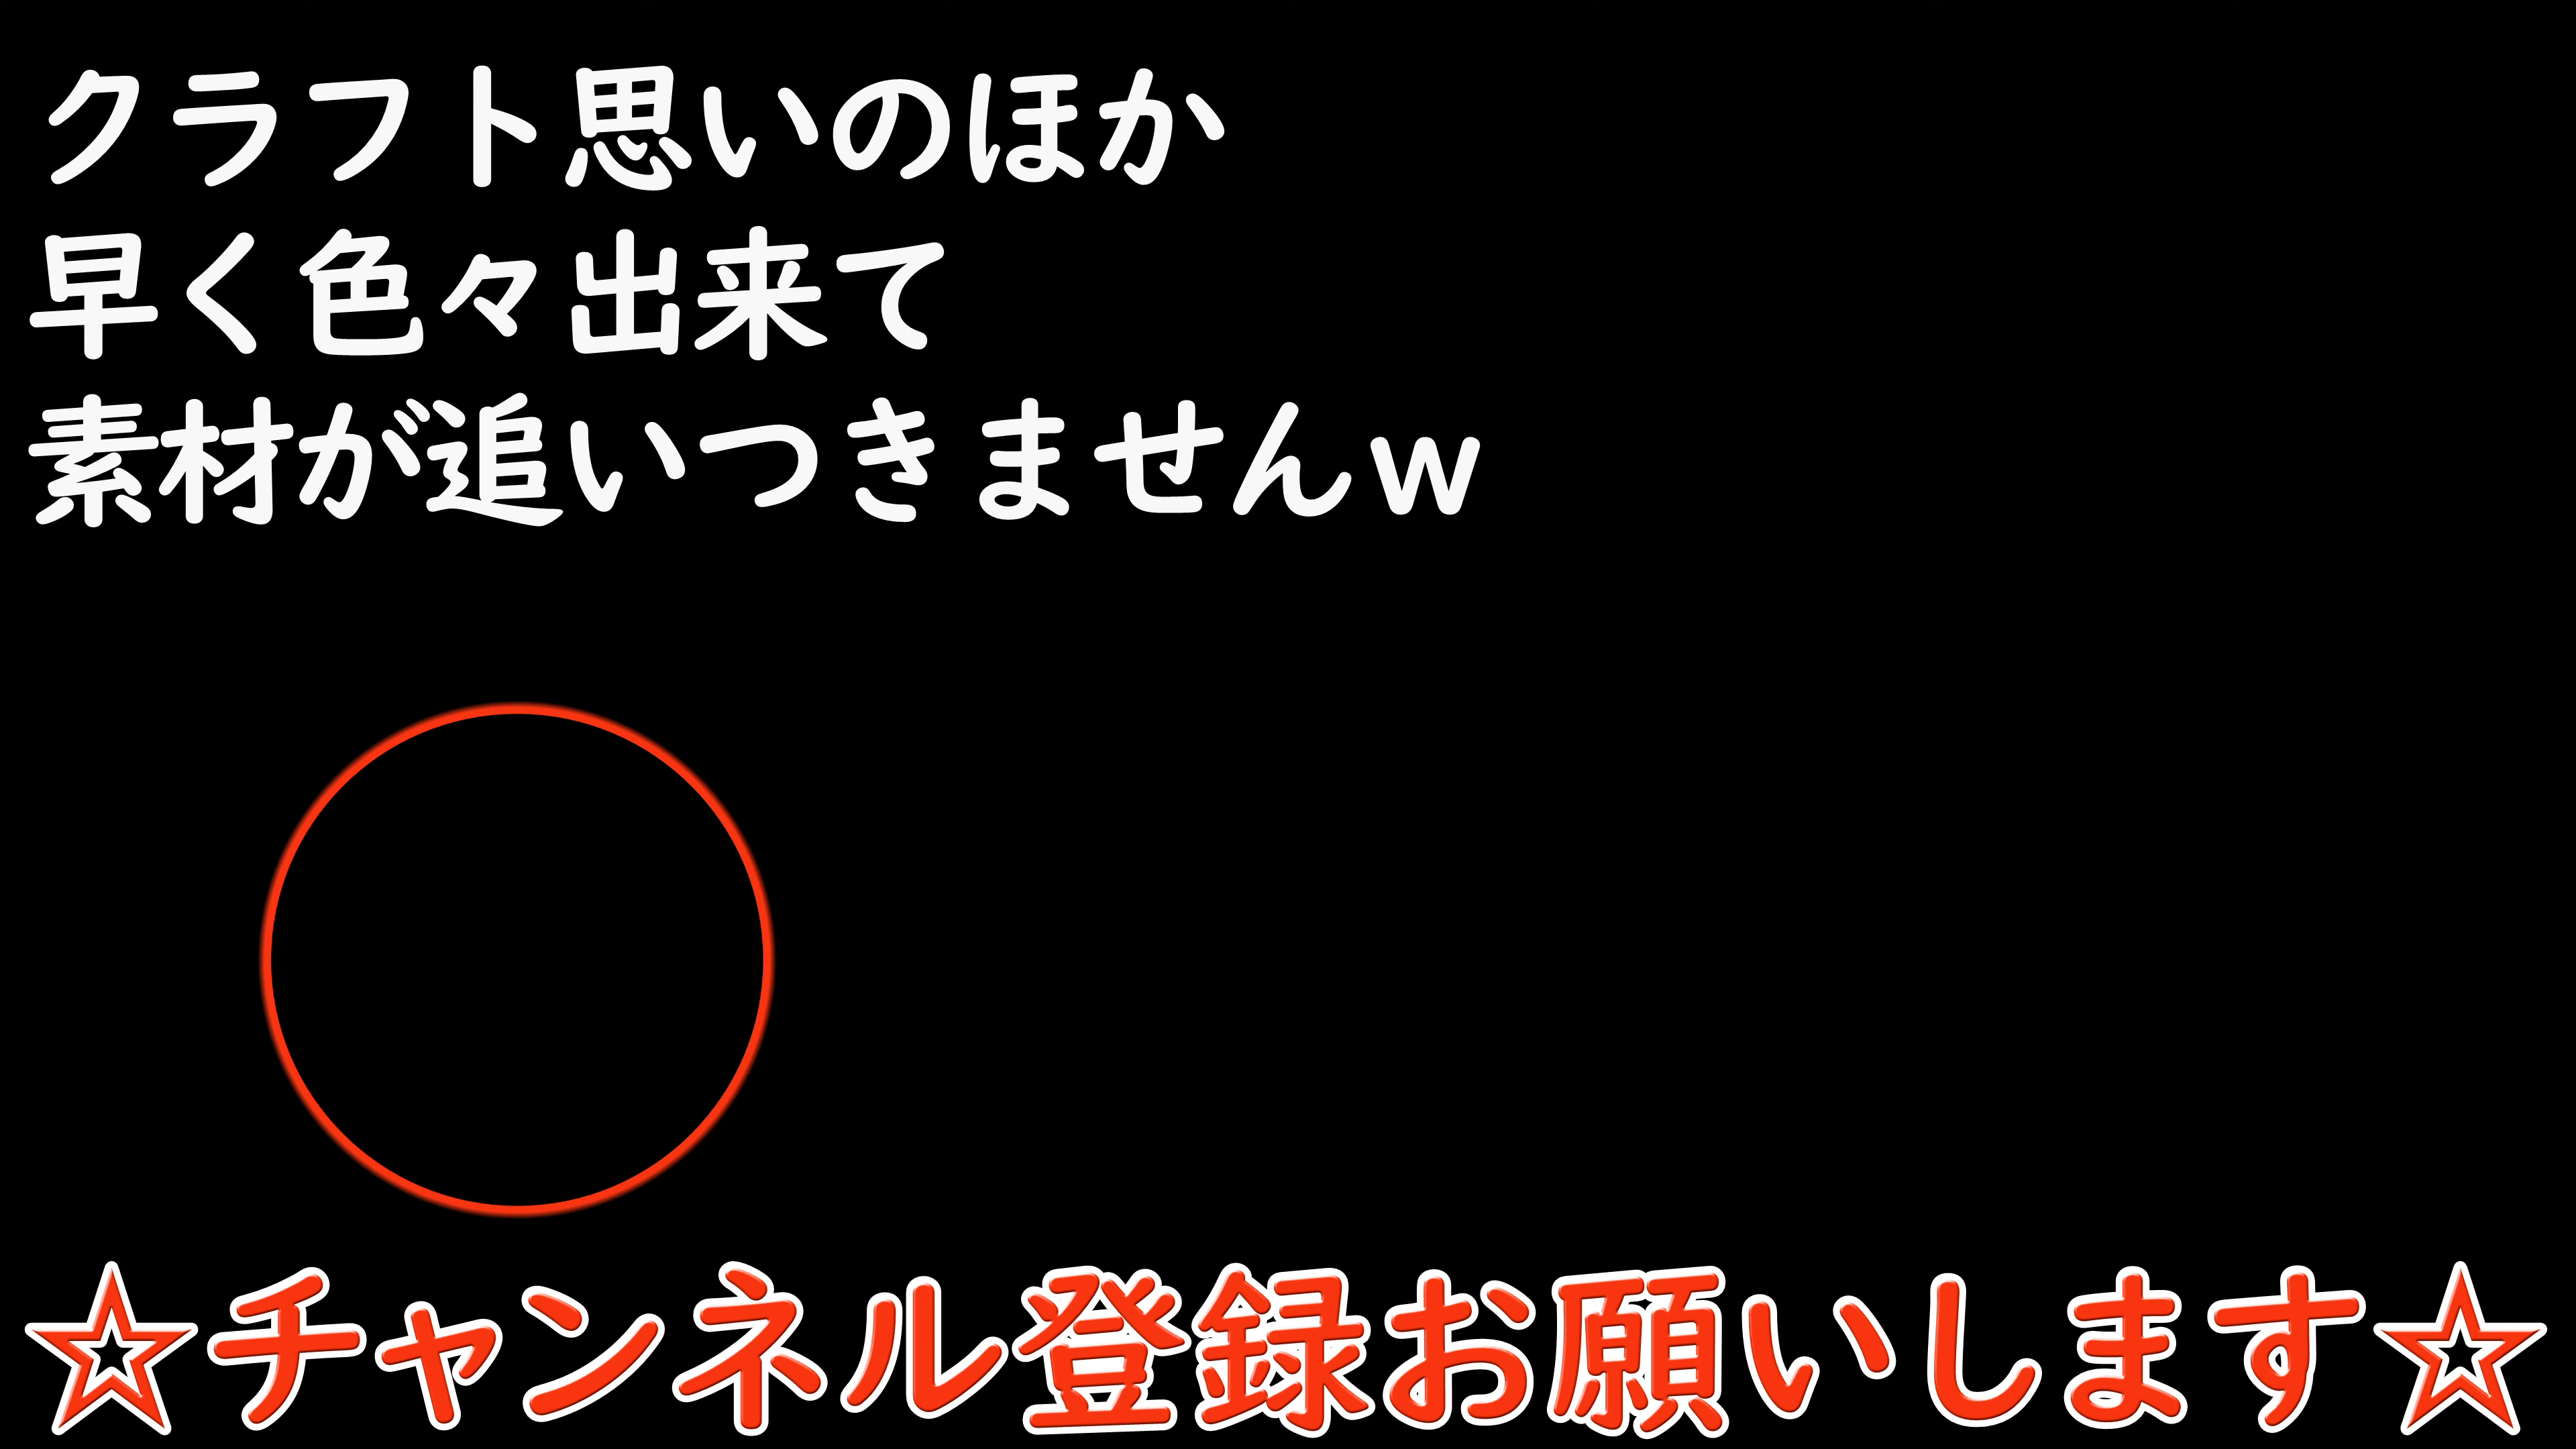 クラフト思いのほか
早く色々出来て
素材が追いつきませんｗ
☆チャンネル登録お願いします☆